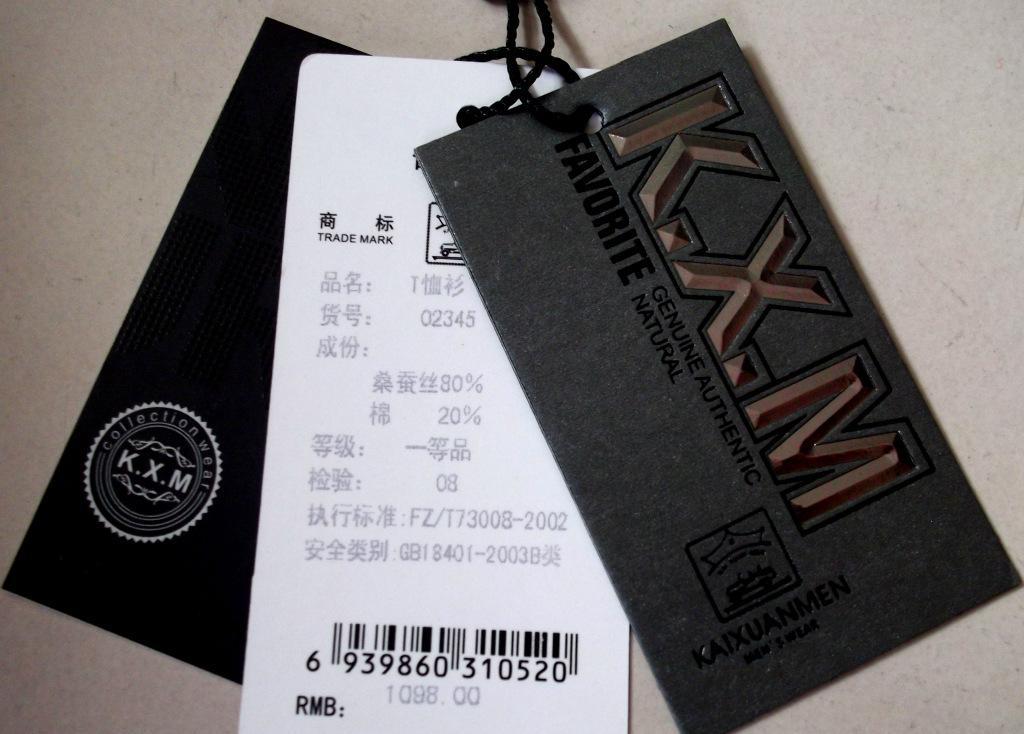 collection wear
K.X.M
商 标
TRADE MARK
品名: T恤衫
货号: 02345
成份:
桑蚕丝80%
棉 20%
等级: 一等品
检验: 08
执行标准:FZ/T73008-2002
安全类别:GB18401-2003B类
6 939860 310520
RMB: 1098.00
K.X.M
FAVORITE
GENUINE AUTHENTIC
NATURAL
KAIXUANMEN
MEN'S WEAR